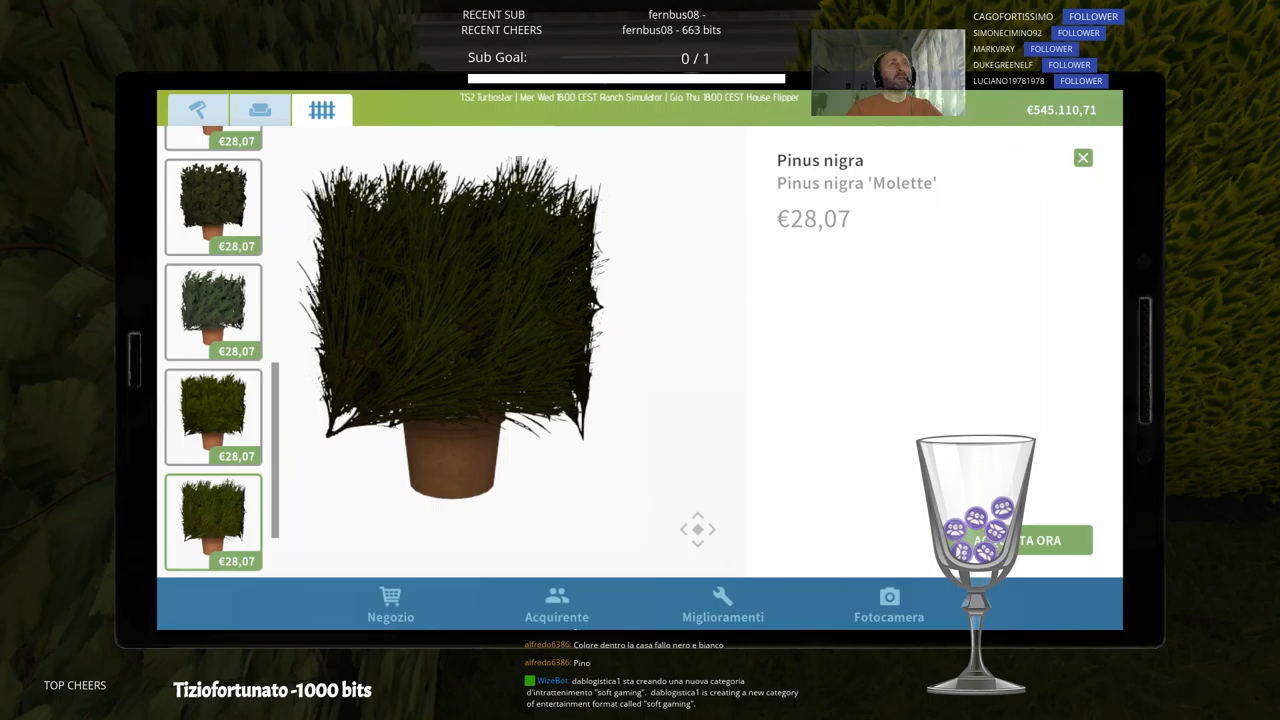 RECENT SUB
fernbus08 -
RECENT CHEERS
fernbus08 - 663 bits
Sub Goal:
0 / 1
CAGOFORTISSIMO FOLLOWER
SIMONECIMINO92 FOLLOWER
MARKVRAY FOLLOWER
DUKEGREENELF FOLLOWER
LUCIANO19781978 FOLLOWER
TS2 Turbostar | Mer Wed 18:00 CEST Ranch Simulator | Gio Thu 18:00 CEST House Flipper
€545.110,71
€28,07
€28,07
€28,07
€28,07
€28,07
Pinus nigra
Pinus nigra 'Molette'
€28,07
TA ORA
Negozio
Acquirente
Miglioramenti
Fotocamera
alfredo6386: Colore dentro la casa fallo nero e bianco
alfredo6386: Pino
WizeBot: dablogistica1 sta creando una nuova categoria
d'intrattenimento "soft gaming". dablogistica1 is creating a new category
of entertainment format called "soft gaming".
TOP CHEERS
Tiziofortunato -1000 bits